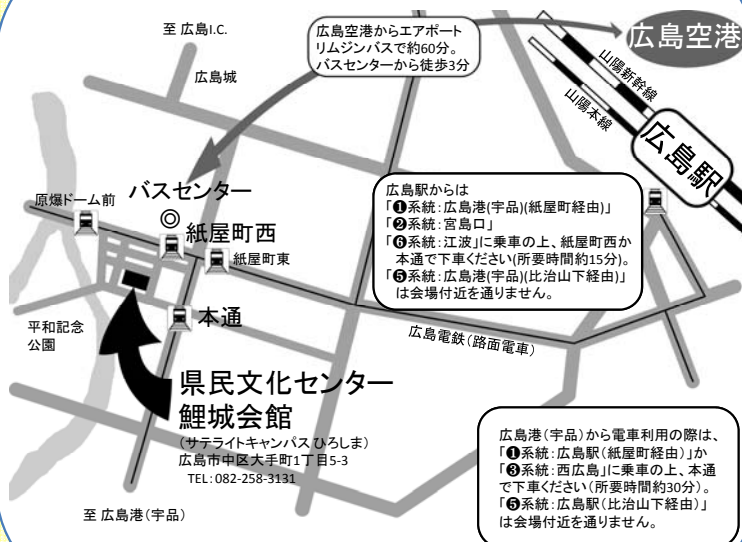 至 広島I.C.
広島空港からエアポート
リムジンバスで約60分。
バスセンターから徒歩3分
広島空港
山陽新幹線
山陽本線
広島駅
広島城
原爆ドーム前
バスセンター
◎
紙屋町西
紙屋町東
広島駅からは
「❶系統:広島港(宇品)(紙屋町経由)」
「❷系統:宮島口」
「❻系統:江波」に乗車の上、紙屋町西か
本通で下車ください(所要時間約15分)。
「❺系統:広島港(宇品)(比治山下経由)」
は会場付近を通りません。
本通
平和記念
公園
広島電鉄(路面電車)
県民文化センター
鯉城会館
(サテライトキャンパス ひろしま)
広島市中区大手町1丁目5-3
TEL:082-258-3131
広島港(宇品)から電車利用の際は、
「❶系統:広島駅(紙屋町経由)」か
「❸系統:西広島」に乗車の上、本通
で下車ください(所要時間約30分)。
「❺系統:広島駅(比治山下経由)」
は会場付近を通りません。
至 広島港(宇品)